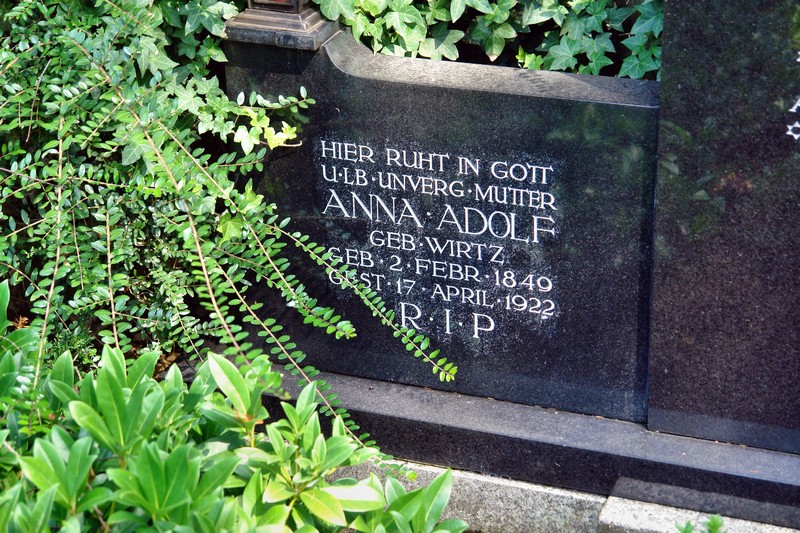 HIER RUHT IN GOTT
U·LB·UNVERG·MUTTER
ANNA·ADOLF
GEB·WIRTZ
GEB·2·FEBR·1849
GEST·17·APRIL·1922
·R·I·P